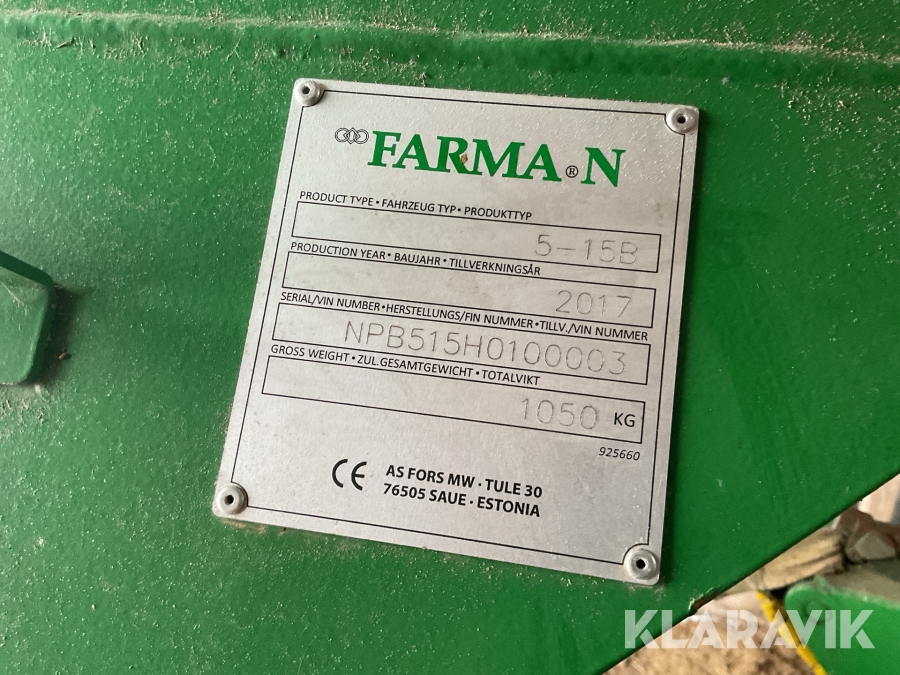 FARMA®N
PRODUCT TYPE • FAHRZEUG TYP • PRODUKTTYP
5-15B
PRODUCTION YEAR • BAUJAHR • TILLVERKNINGSÅR
2017
SERIAL/VIN NUMBER • HERSTELLUNGS/FIN NUMMER • TILLV./VIN NUMMER
NPB515H0100003
GROSS WEIGHT • ZUL.GESAMTGEWICHT • TOTALVIKT
1050 KG
925660
CE AS FORS MW · TULE 30
76505 SAUE · ESTONIA
KLARAVIK